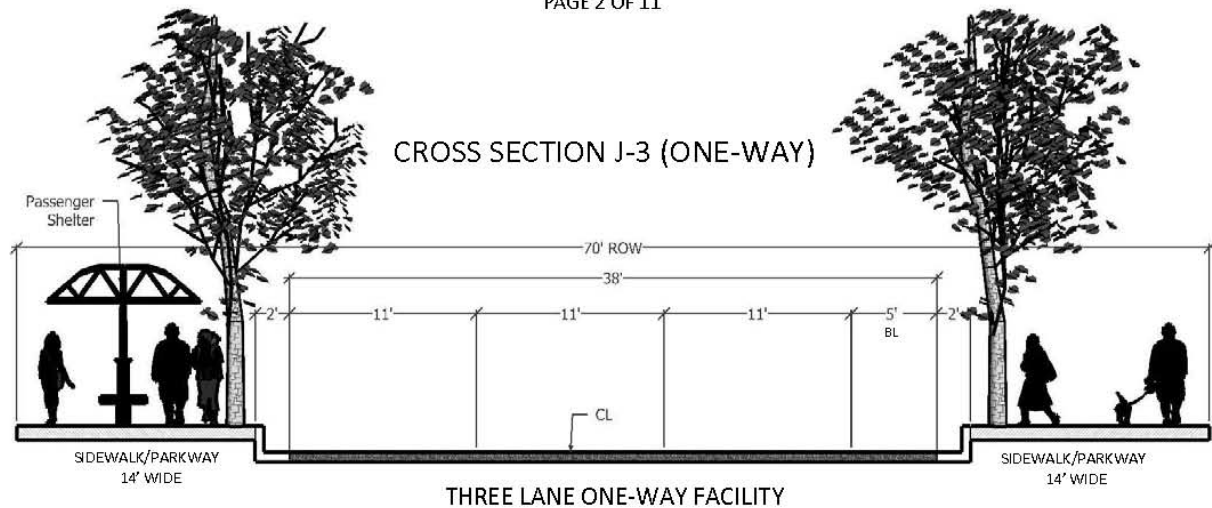 PAGE 2 OF 11
CROSS SECTION J-3 (ONE-WAY)
Passenger
Shelter
70' ROW
38'
2' 11' 11' 11' 5' 2'
BL
CL
SIDEWALK/PARKWAY
14' WIDE
SIDEWALK/PARKWAY
14' WIDE
THREE LANE ONE-WAY FACILITY